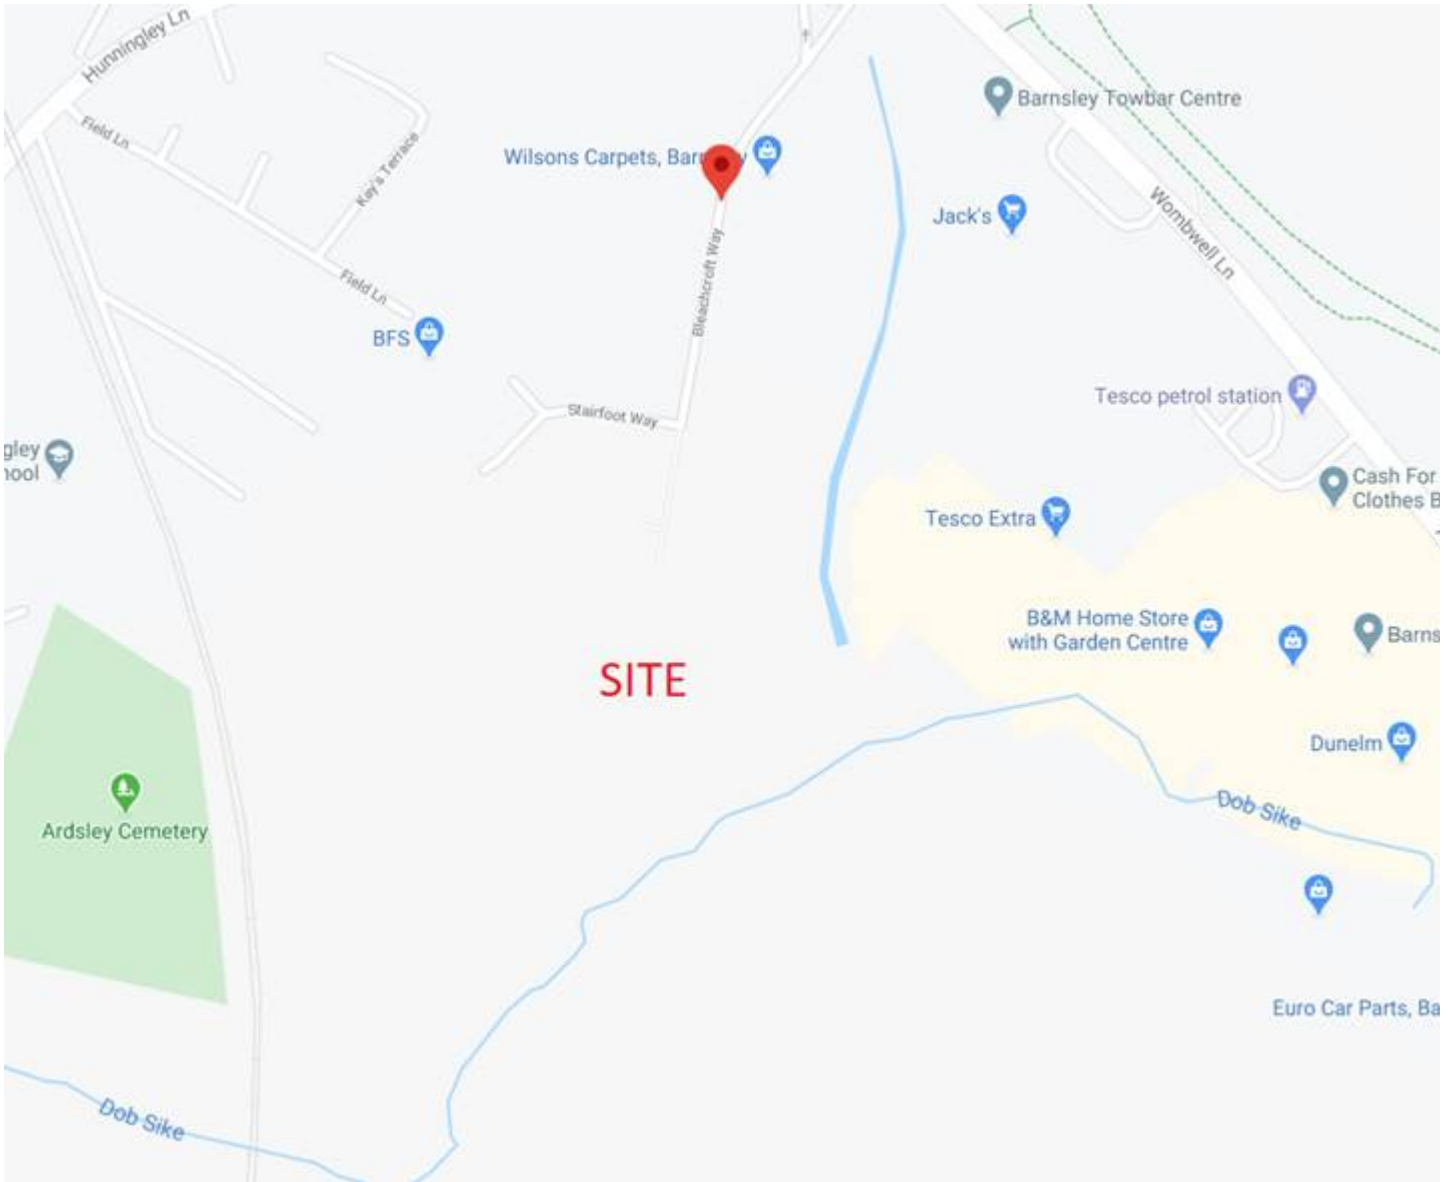 Hunningley Ln
Field Ln
Kay's Terrace
Wilsons Carpets, Bar
Barnsley Towbar Centre
Jack's
Wombwell Ln
Bleachcroft Way
Field Ln
BFS
Stairfoot Way
Tesco petrol station
gley
ool
Cash For
Clothes B
Tesco Extra
B&M Home Store
with Garden Centre
Barns
SITE
Dunelm
Dob Sike
Ardsley Cemetery
Euro Car Parts, Ba
Dob Sike